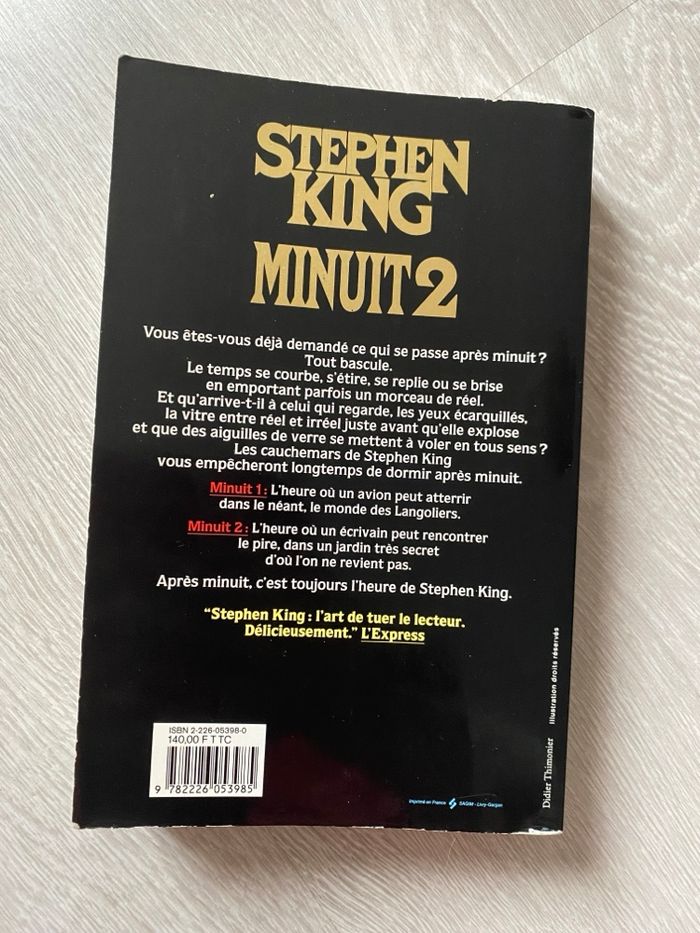 STEPHEN
KING
MINUIT 2
Vous êtes-vous déjà demandé ce qui se passe après minuit ?
Tout bascule.
Le temps se courbe, s'étire, se replie ou se brise
en emportant parfois un morceau de réel.
Et qu'arrive-t-il à celui qui regarde, les yeux écarquillés,
la vitre entre réel et irréel juste avant qu'elle explose
et que des aiguilles de verre se mettent à voler en tous sens ?
Les cauchemars de Stephen King
vous empêcheront longtemps de dormir après minuit.
Minuit 1 : L'heure où un avion peut atterrir
dans le néant, le monde des Langoliers.
Minuit 2 : L'heure où un écrivain peut rencontrer
le pire, dans un jardin très secret
d'où l'on ne revient pas.
Après minuit, c'est toujours l'heure de Stephen King.
"Stephen King : l'art de tuer le lecteur.
Délicieusement." L'Express
ISBN 2-226-05398-0
140,00 F TTC
9 782226 053985
Imprimé en France SAGIM - Livry-Gargan
Didier Thimonier Illustration droits réservés